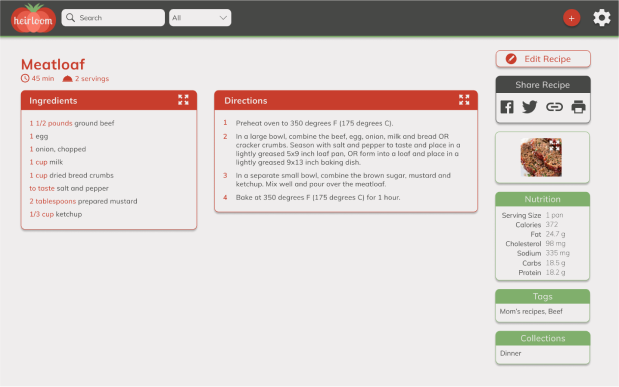 heirloom
Search
All
Meatloaf
45 min
2 servings
Edit Recipe
Share Recipe
Ingredients
1 1/2 pounds ground beef
1 egg
1 onion, chopped
1 cup milk
1 cup dried bread crumbs
to taste salt and pepper
2 tablespoons prepared mustard
1/3 cup ketchup
Directions
1 Preheat oven to 350 degrees F (175 degrees C).
2 In a large bowl, combine the beef, egg, onion, milk and bread OR
cracker crumbs. Season with salt and pepper to taste and place in a
lightly greased 5x9 inch loaf pan, OR form into a loaf and place in a
lightly greased 9x13 inch baking dish.
3 In a separate small bowl, combine the brown sugar, mustard and
ketchup. Mix well and pour over the meatloaf.
4 Bake at 350 degrees F (175 degrees C) for 1 hour.
Nutrition
Serving Size 1 pan
Calories 372
Fat 24.7 g
Cholesterol 98 mg
Sodium 335 mg
Carbs 18.5 g
Protein 18.2 g
Tags
Mom's recipes, Beef
Collections
Dinner